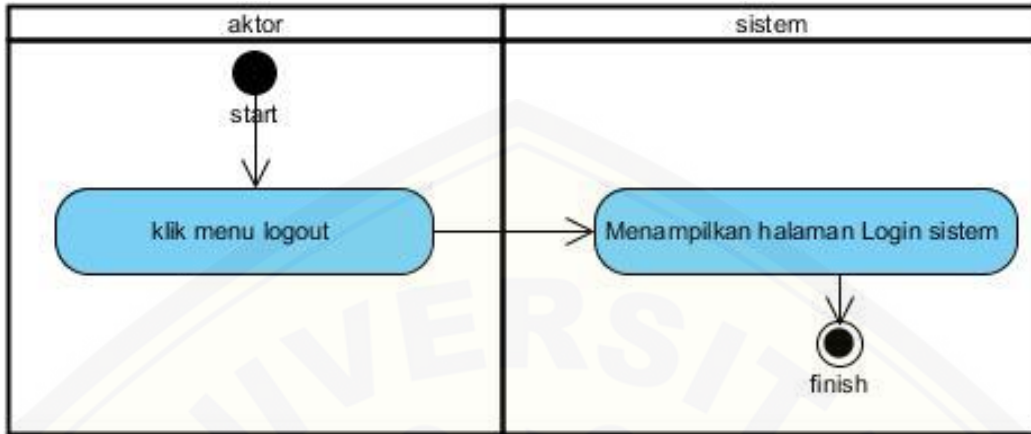 aktor
sistem
start
klik menu logout
Menampilkan halaman Login sistem
finish